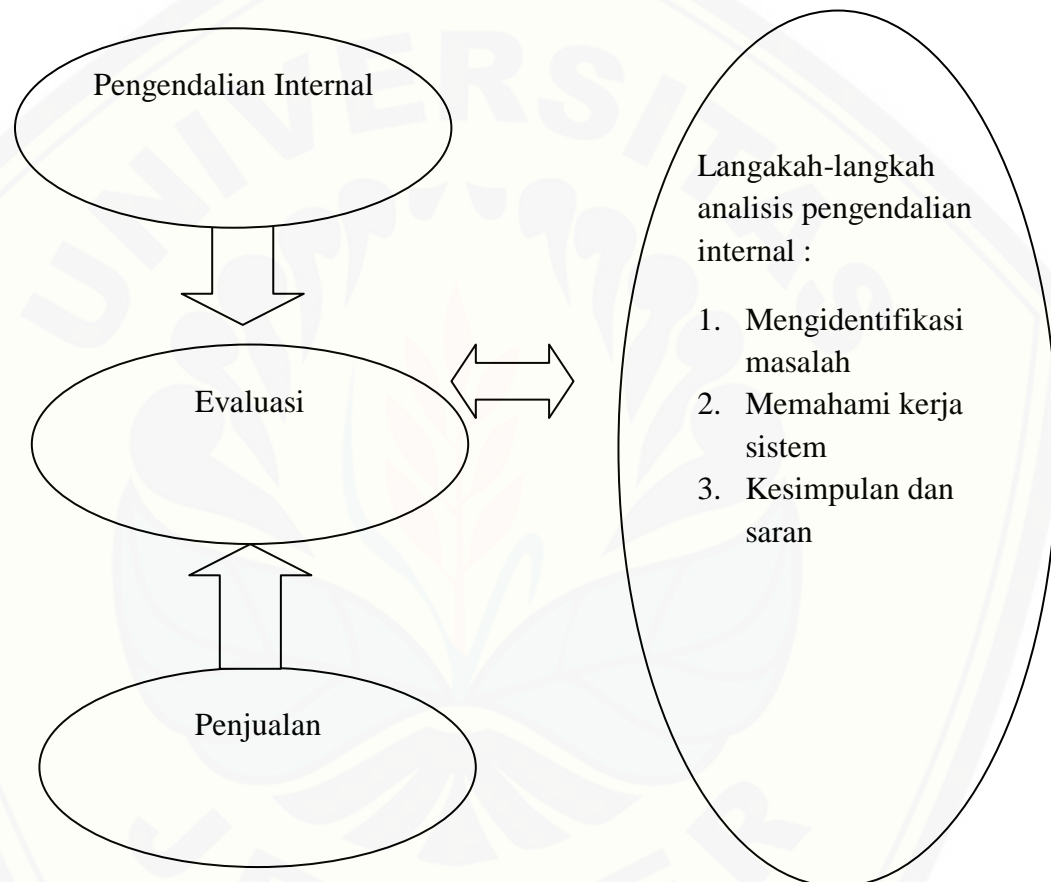 UNIVERSITAS
Pengendalian Internal
Evaluasi
Penjualan
Langakah-langkah
analisis pengendalian
internal :
1. Mengidentifikasi
masalah
2. Memahami kerja
sistem
3. Kesimpulan dan
saran